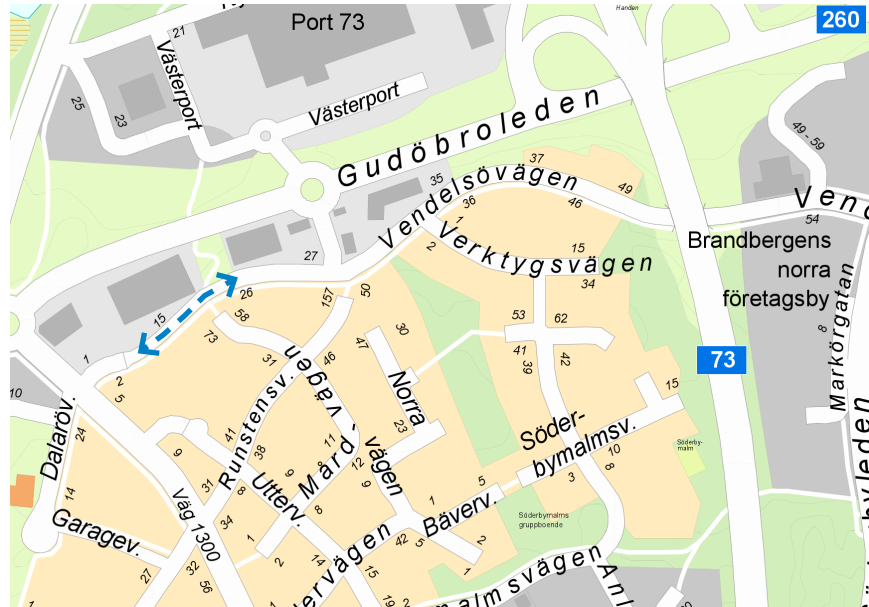 Handen
Port 73
260
21
Västerport
25
23
Västerport
Gudöbroleden
49 - 59
37
35
Vendelsövägen
49
36
46
54
1
2
Verktygsvägen
15
34
Brandbergens
norra
företagsby
27
15
26
157
50
58
73
53
62
30
47
41
39
42
8
Markörgatan
73
1
2
5
31
46
10
Norra
15
Dalaröv.
24
9
41
38
Runstensv.
Mård-
vägen
11
12
9
vägen
23
Söder-
bymalmsv.
10
8
3
Söderby-
malm
14
31
8
Utterv.
9
8
5
1
Bäverv.
Söderbymalms
gruppboende
Garagev.
Väg 1300
34
1
42
5
2
1
27
32
56
14
15
19